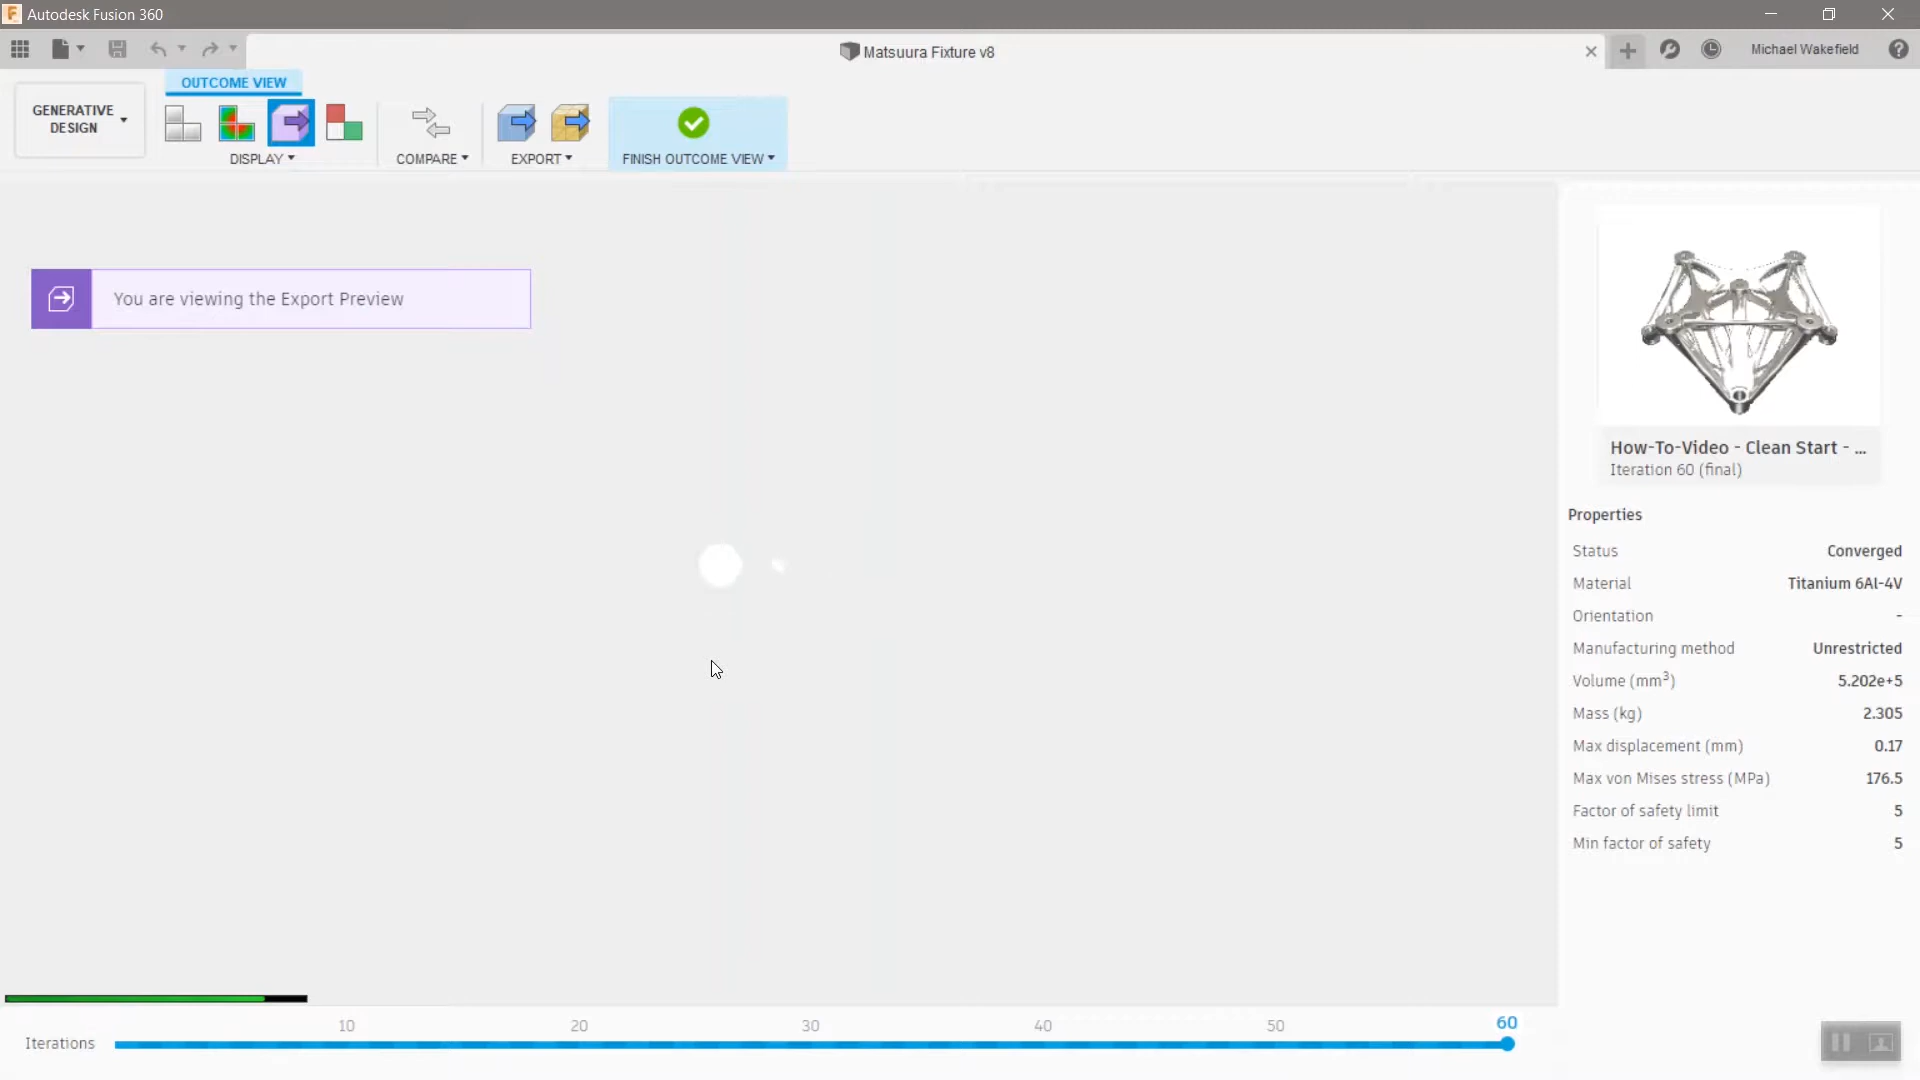 Autodesk Fusion 360
Matsuura Fixture v8
Michael Wakefield
OUTCOME VIEW
GENERATIVE
DESIGN
DISPLAY
COMPARE
EXPORT
FINISH OUTCOME VIEW
You are viewing the Export Preview
How-To-Video - Clean Start - ...
Iteration 60 (final)
Properties
Status Converged
Material Titanium 6Al-4V
Orientation -
Manufacturing method Unrestricted
Volume (mm³) 5.202e+5
Mass (kg) 2.305
Max displacement (mm) 0.17
Max von Mises stress (MPa) 176.5
Factor of safety limit 5
Min factor of safety 5
10 20 30 40 50 60
Iterations